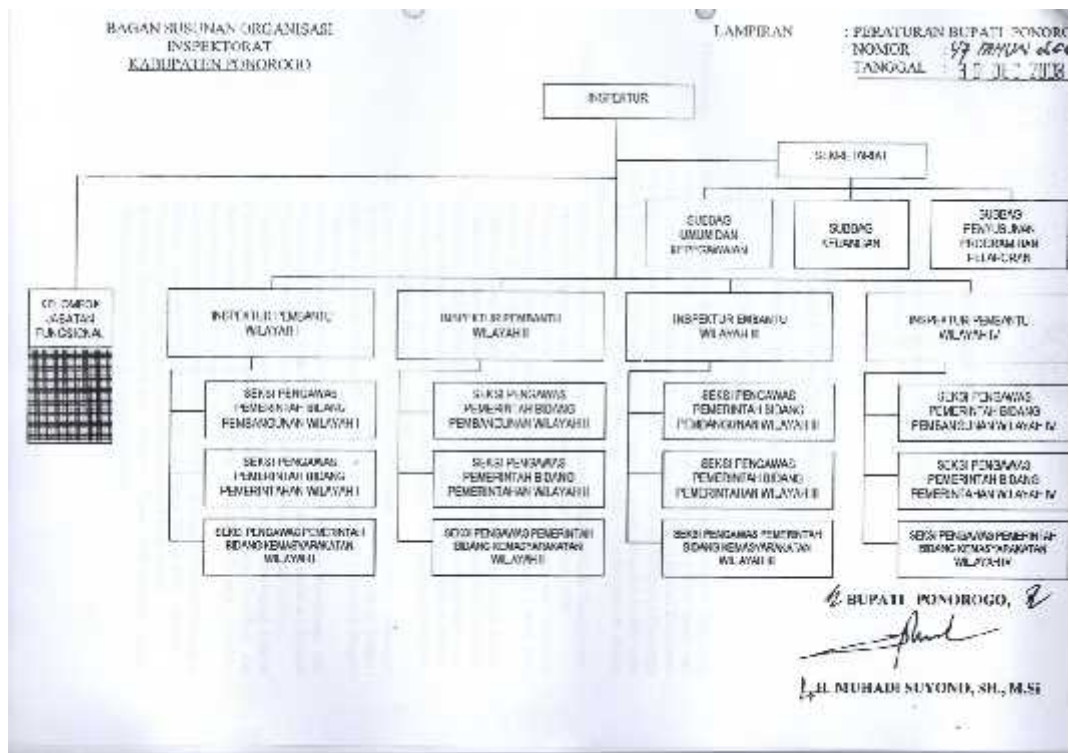 BAGAN SUSUNAN ORGANISASI
INSPEKTORAT
KABUPATEN PONOROGO
LAMPIRAN
: PERATURAN BUPATI PONORO
NOMOR :
TANGGAL : DEC 2008
INSPEKTUR
SEKRETARIAT
SUBBAG
UMUM DAN
KEPEGAWAIAN
SUBBAG
KEUANGAN
SUBBAG
PENYUSUNAN
PROGRAM DAN
PELAPORAN
KELOMPOK
JABATAN
FUNGSIONAL
INSPEKTUR PEMBANTU
WILAYAH I
INSPEKTUR PEMBANTU
WILAYAH II
INSPEKTUR EMBANTU
WILAYAH III
INSPEKTUR PEMBANTU
WILAYAH IV
SEKSI PENGAWAS
PEMERINTAH BIDANG
PEMBANGUNAN WILAYAH I
SEKSI PENGAWAS
PEMERINTAH BIDANG
PEMBANGUNAN WILAYAH II
SEKSI PENGAWAS
PEMERINTAH BIDANG
PEMBANGUNAN WILAYAH III
SEKSI PENGAWAS
PEMERINTAH BIDANG
PEMBANGUNAN WILAYAH IV
SEKSI PENGAWAS
PEMERINTAH BIDANG
PEMERINTAHAN WILAYAH I
SEKSI PENGAWAS
PEMERINTAH BIDANG
PEMERINTAHAN WILAYAH II
SEKSI PENGAWAS
PEMERINTAH BIDANG
PEMERINTAHAN WILAYAH III
SEKSI PENGAWAS
PEMERINTAH BIDANG
PEMERINTAHAN WILAYAH IV
SEKSI PENGAWAS PEMERINTAH
BIDANG KEMASYARAKATAN
WILAYAH I
SEKSI PENGAWAS PEMERINTAH
BIDANG KEMASYARAKATAN
WILAYAH II
SEKSI PENGAWAS PEMERINTAH
BIDANG KEMASYARAKATAN
WILAYAH III
SEKSI PENGAWAS PEMERINTAH
BIDANG KEMASYARAKATAN
WILAYAH IV
BUPATI PONOROGO,
H. MUHADI SUYONO, SH., M.Si